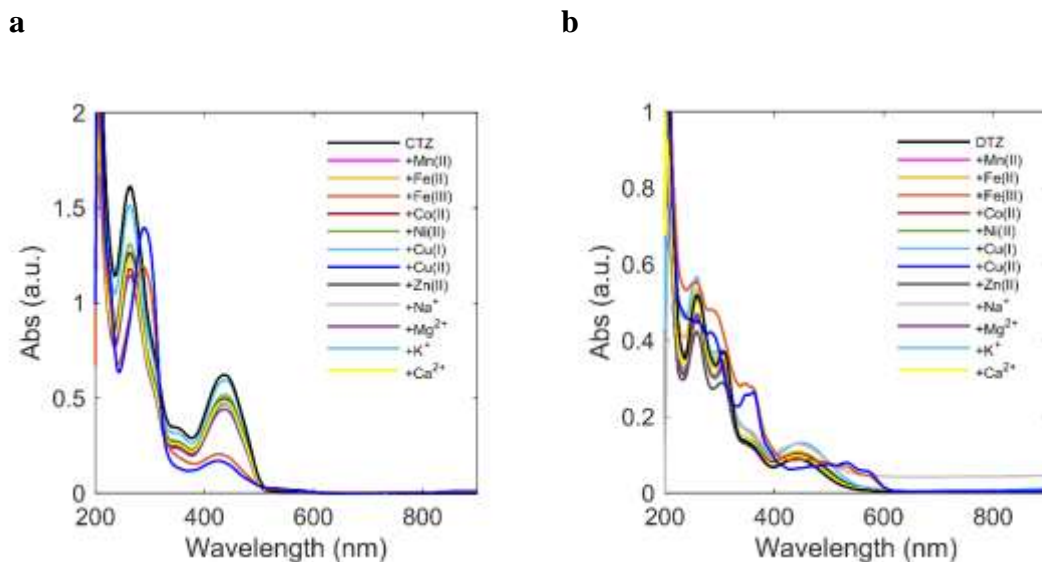 a
b
2
1.5
1
0.5
0
200
400
600
800
Abs (a.u.)
Wavelength (nm)
CTZ
+Mn(II)
+Fe(II)
+Fe(III)
+Co(II)
+Ni(II)
+Cu(I)
+Cu(II)
+Zn(II)
+Na⁺
+Mg²⁺
+K⁺
+Ca²⁺
1
0.8
0.6
0.4
0.2
0
200
400
600
800
Abs (a.u.)
Wavelength (nm)
DTZ
+Mn(II)
+Fe(II)
+Fe(III)
+Co(II)
+Ni(II)
+Cu(I)
+Cu(II)
+Zn(II)
+Na⁺
+Mg²⁺
+K⁺
+Ca²⁺